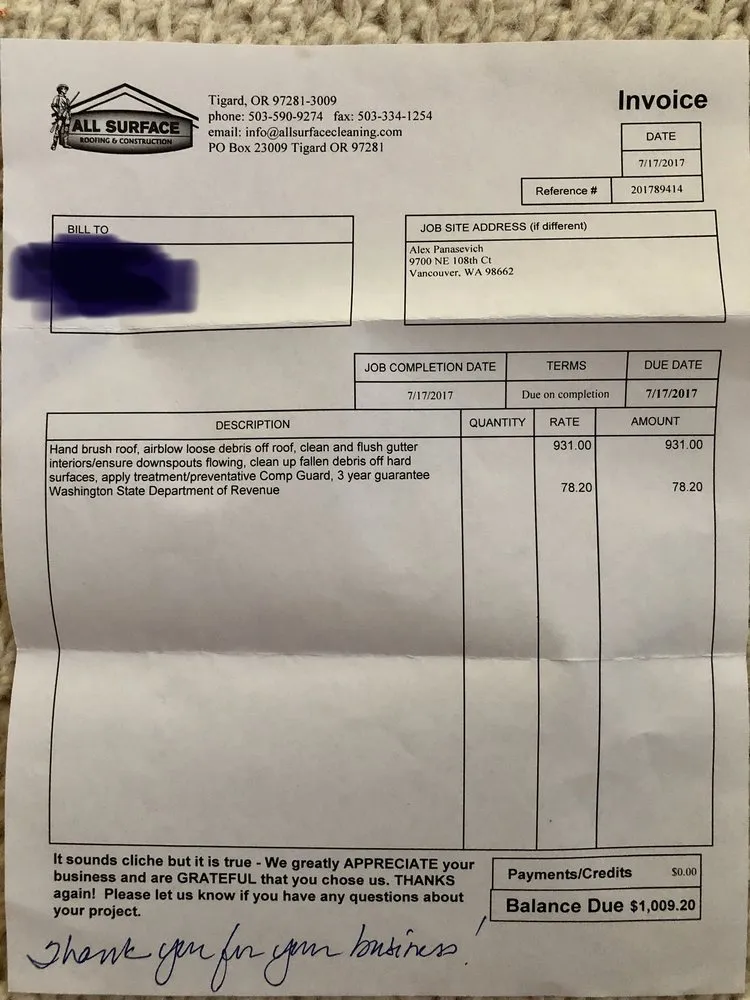 ALL SURFACE
ROOFING & CONSTRUCTION
Tigard, OR 97281-3009
phone: 503-590-9274 fax: 503-334-1254
email: info@allsurfacecleaning.com
PO Box 23009 Tigard OR 97281
Invoice
DATE
7/17/2017
Reference # 201789414
BILL TO
JOB SITE ADDRESS (if different)
Alex Panasevich
9700 NE 108th Ct
Vancouver, WA 98662
JOB COMPLETION DATE TERMS DUE DATE
7/17/2017 Due on completion 7/17/2017
DESCRIPTION QUANTITY RATE AMOUNT
Hand brush roof, airblow loose debris off roof, clean and flush gutter 931.00 931.00
interiors/ensure downspouts flowing, clean up fallen debris off hard
surfaces, apply treatment/preventative Comp Guard, 3 year guarantee
Washington State Department of Revenue 78.20 78.20
It sounds cliche but it is true - We greatly APPRECIATE your
business and are GRATEFUL that you chose us. THANKS
again! Please let us know if you have any questions about
your project.
Payments/Credits $0.00
Balance Due $1,009.20
Thank you for your business!